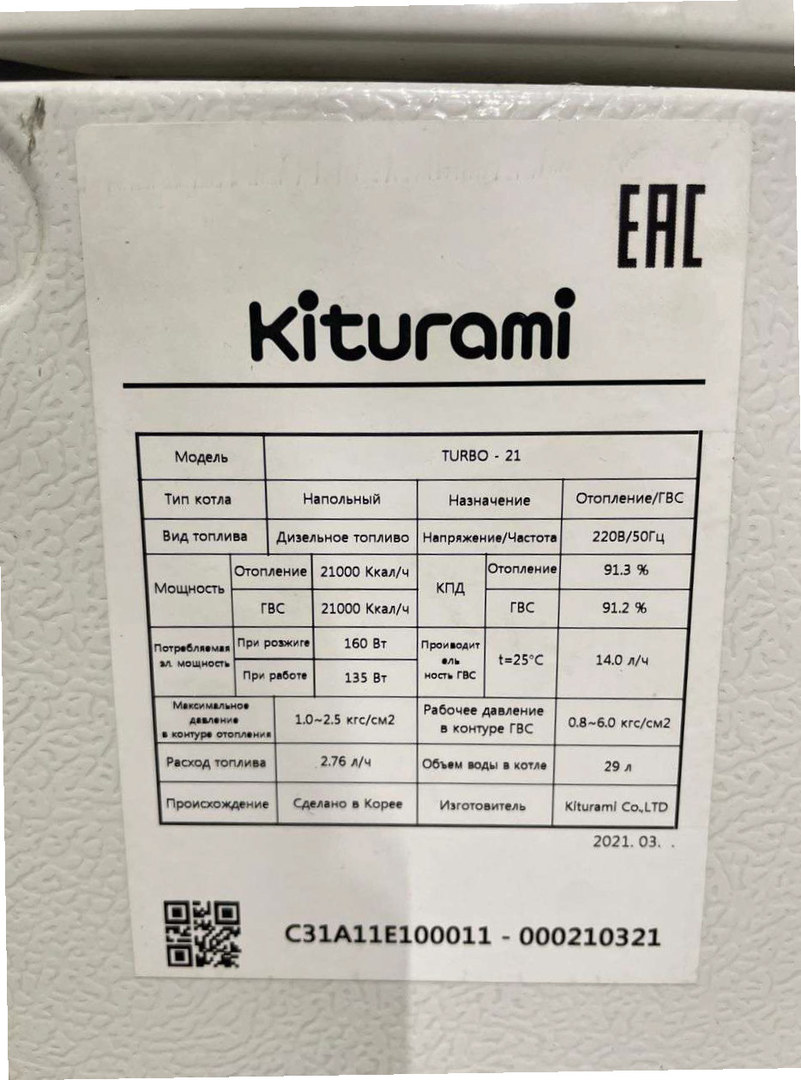 EAC
Kiturami
Модель TURBO - 21
Тип котла Напольный Назначение Отопление/ГВС
Вид топлива Дизельное топливо Напряжение/Частота 220В/50Гц
Мощность Отопление 21000 Ккал/ч КПД Отопление 91.3 %
ГВС 21000 Ккал/ч ГВС 91.2 %
Потребляемая
эл. мощность
При розжиге 160 Вт
При работе 135 Вт
Проиводит
ель
ность ГВС
t=25°C 14.0 л/ч
Максимальное
давление
в контуре отопления
1.0~2.5 кгс/см2
Рабочее давление
в контуре ГВС
0.8~6.0 кгс/см2
Расход топлива 2.76 л/ч Объем воды в котле 29 л
Происхождение Сделано в Корее Изготовитель Kiturami Co.,LTD
2021. 03. .
C31A11E100011 - 000210321